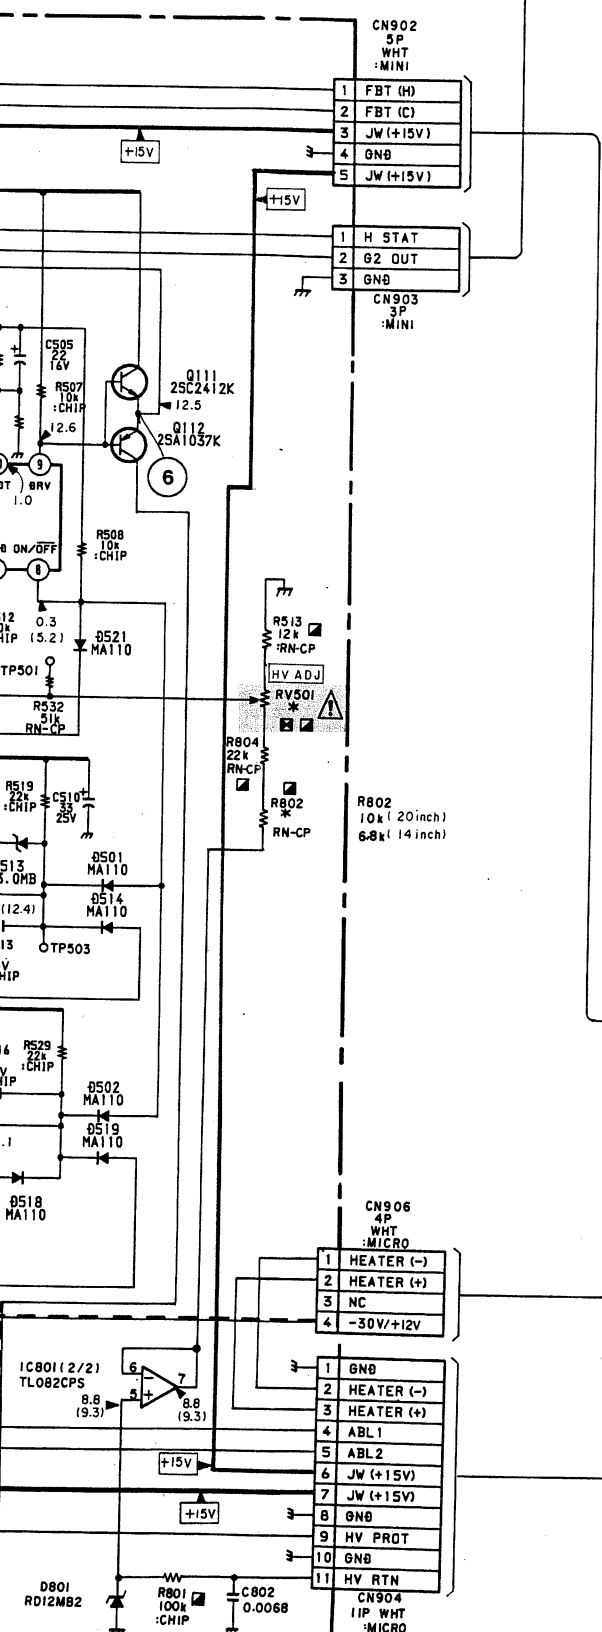 CN902
5P
WHT
:MINI
1 FBT (H)
2 FBT (C)
3 JW (+15V)
4 GND
5 JW (+15V)
+15V
+15V
1 H STAT
2 G2 OUT
3 GND
CN903
3P
:MINI
C505
22
16V
R507
10k
:CHIP
12.6
Q111
2SC2412K
12.5
Q112
2SA1037K
6
9
DRV
1.0
ON/OFF
8
R508
10k
:CHIP
0.3
(5.2)
D521
MA110
TP501
R532
51k
RN-CP
R513
12k
:RN-CP
HV ADJ
RV501
*
R804
22k
RN-CP
R802
*
RN-CP
R802
10k (20inch)
6.8k (14inch)
R519
22k
:CHIP
C510
33
25V
D501
MA110
D514
MA110
(12.4)
TP503
R529
22k
:CHIP
D502
MA110
D519
MA110
D518
MA110
CN906
4P
WHT
:MICRO
1 HEATER (-)
2 HEATER (+)
3 NC
4 -30V/+12V
IC801(2/2)
TL082CPS
6
7
5
8.8
(9.3)
8.8
(9.3)
1 GND
2 HEATER (-)
3 HEATER (+)
4 ABL1
5 ABL2
6 JW (+15V)
7 JW (+15V)
8 GND
9 HV PROT
10 GND
11 HV RTN
CN904
11P WHT
:MICRO
+15V
+15V
D801
RD12MB2
R801
100k
:CHIP
C802
0.0068